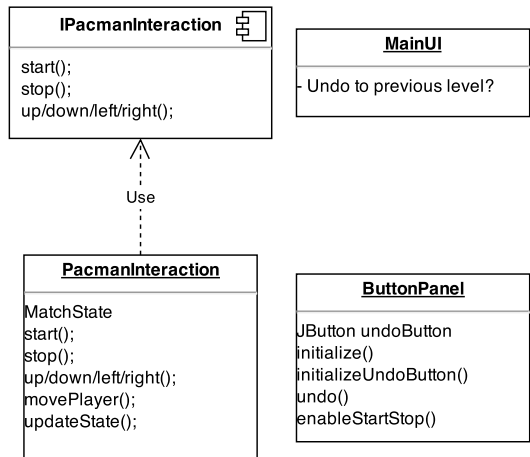 IPacmanInteraction
start();
stop();
up/down/left/right();
MainUI
- Undo to previous level?
Use
PacmanInteraction
MatchState
start();
stop();
up/down/left/right();
movePlayer();
updateState();
ButtonPanel
JButton undoButton
initialize()
initializeUndoButton()
undo()
enableStartStop()